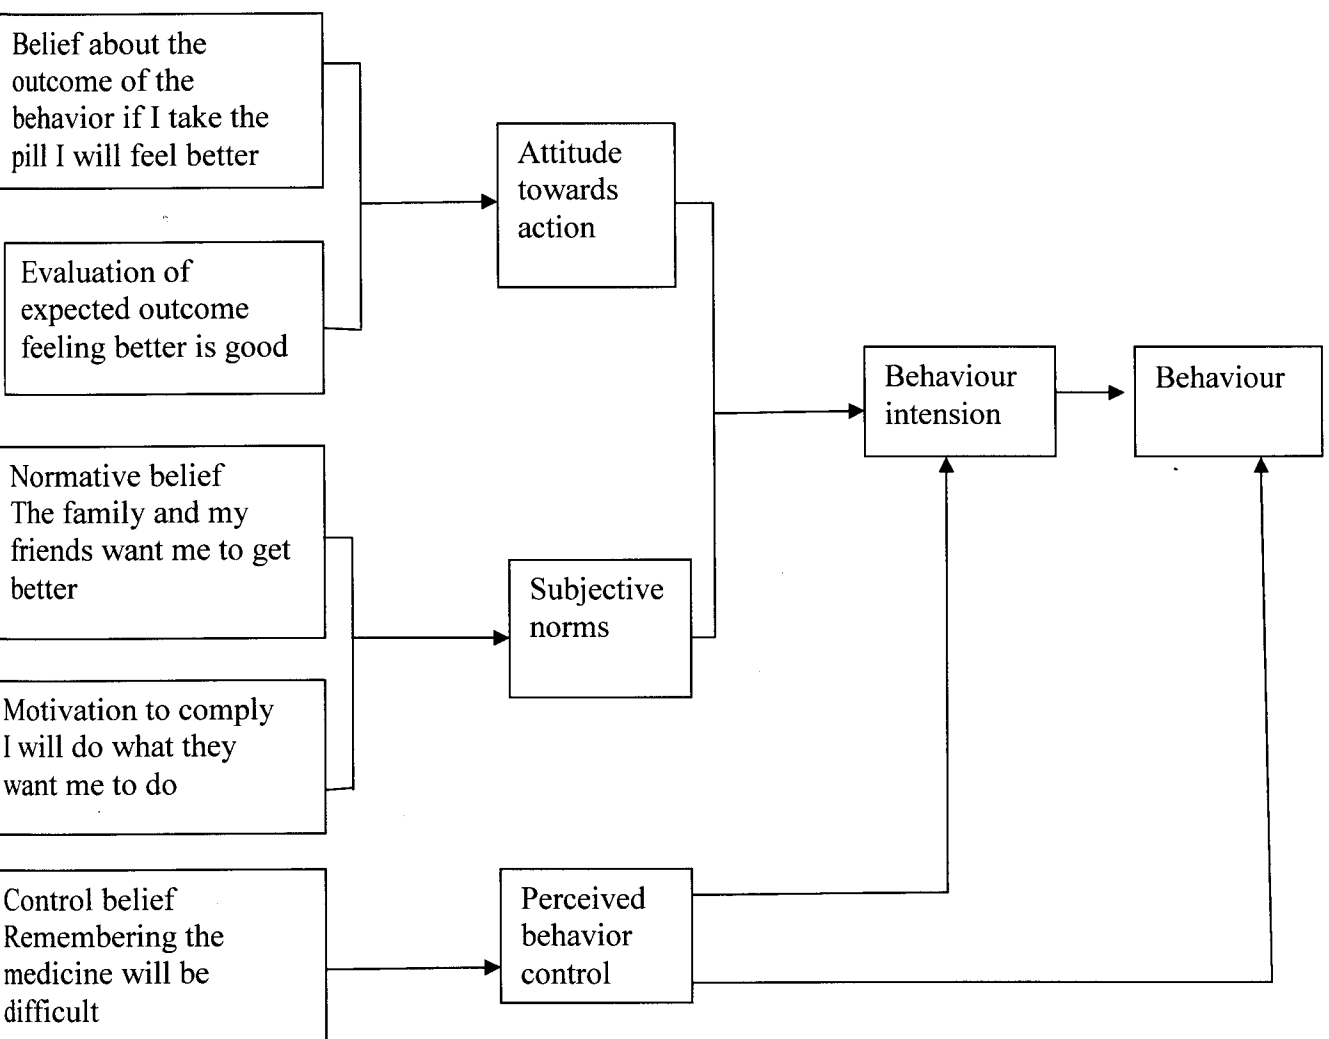 Belief about the
outcome of the
behavior if I take the
pill I will feel better
Evaluation of
expected outcome
feeling better is good
Normative belief
The family and my
friends want me to get
better
Motivation to comply
I will do what they
want me to do
Control belief
Remembering the
medicine will be
difficult
Attitude
towards
action
Subjective
norms
Perceived
behavior
control
Behaviour
intension
Behaviour